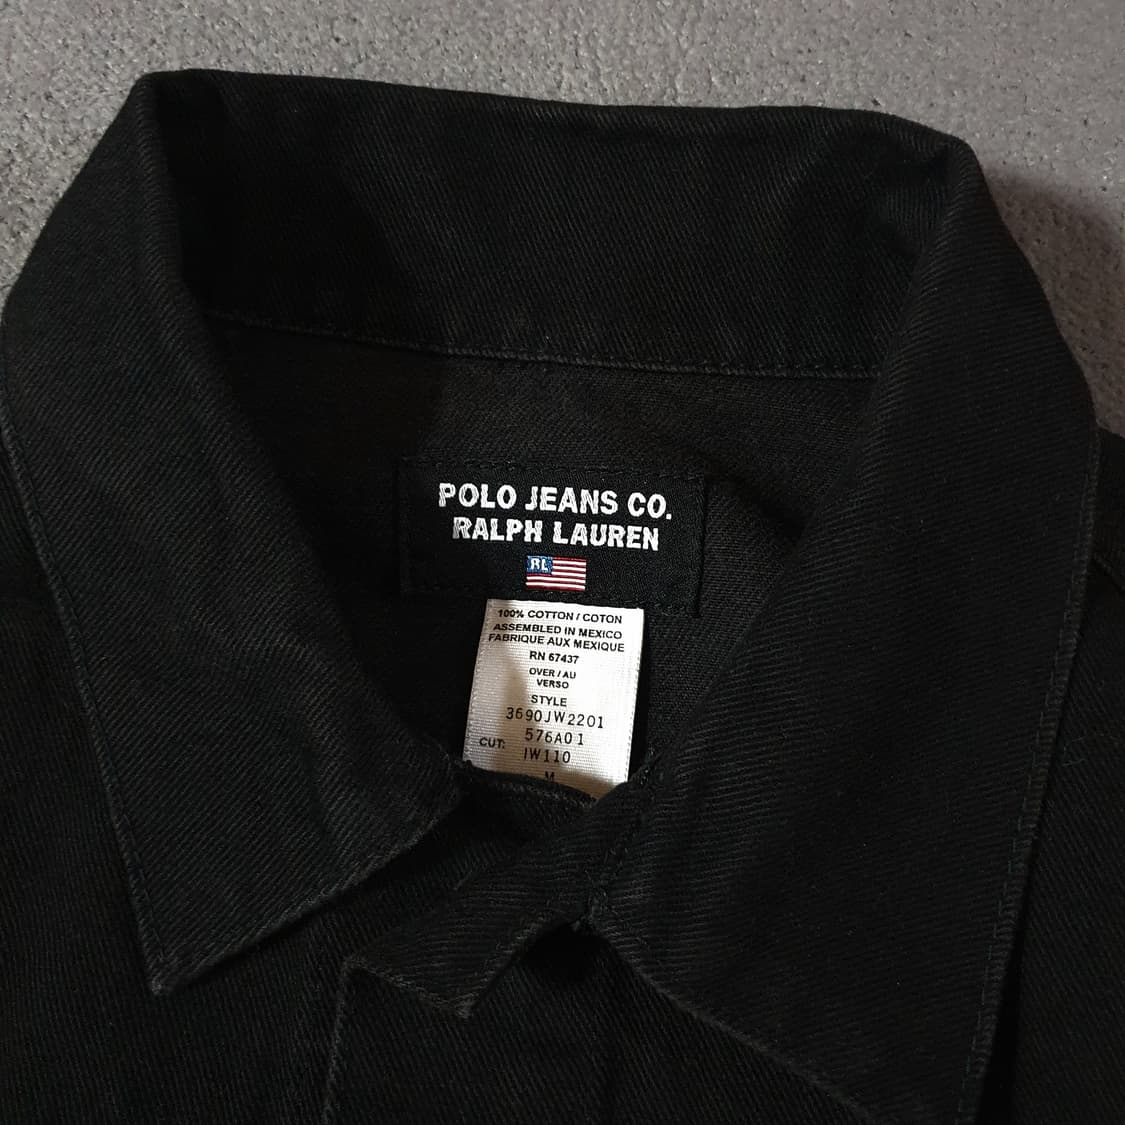 POLO JEANS CO.
RALPH LAUREN
RL
100% COTTON / COTON
ASSEMBLED IN MEXICO
FABRIQUE AUX MEXIQUE
RN 67437
OVER / AU
VERSO
STYLE
3690JW2201
576A01
CUT: IW110
M